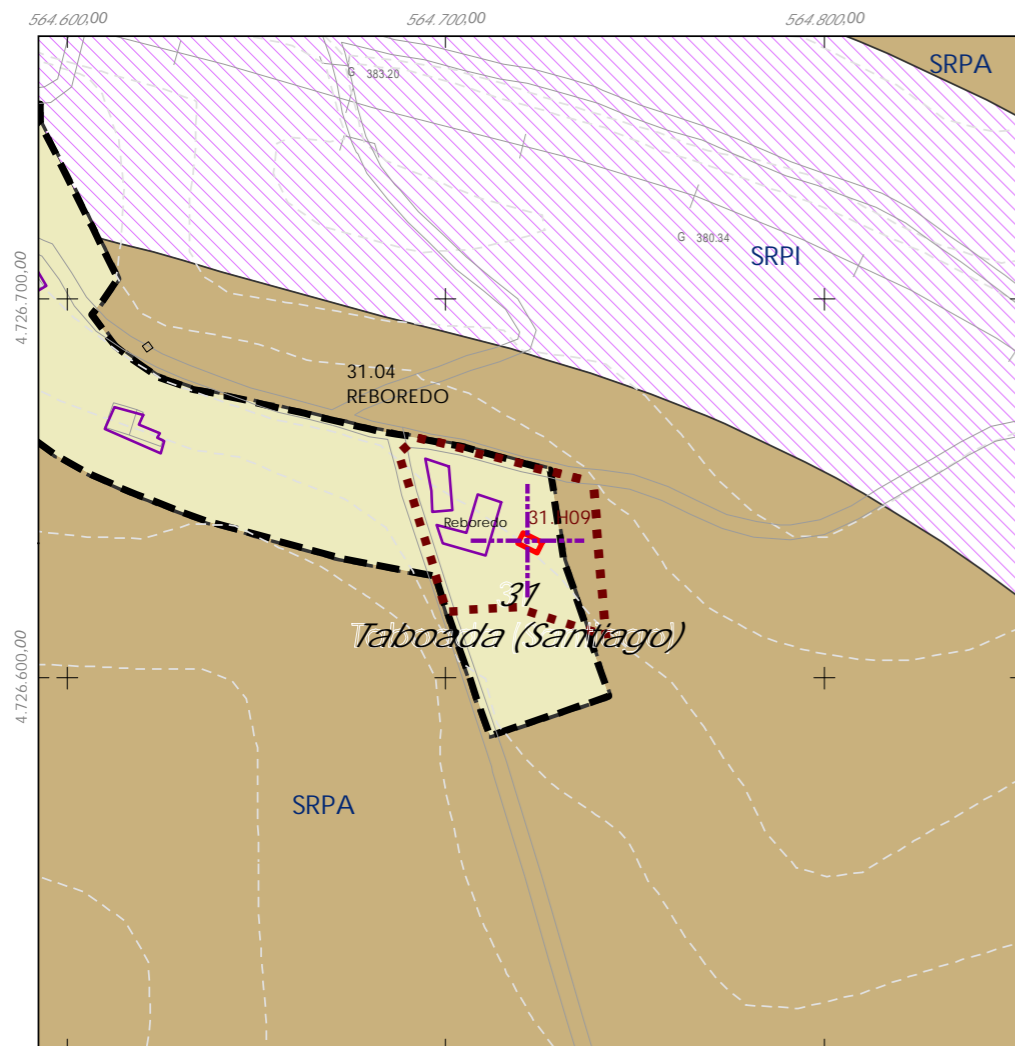 564.600,00
564.700,00
564.800,00
SRPA
G 383.20
G 380.34
SRPI
4.726.700,00
31.04
REBOREDO
Reboredo
31.H09
31
Taboada (Santiago)
4.726.600,00
SRPA